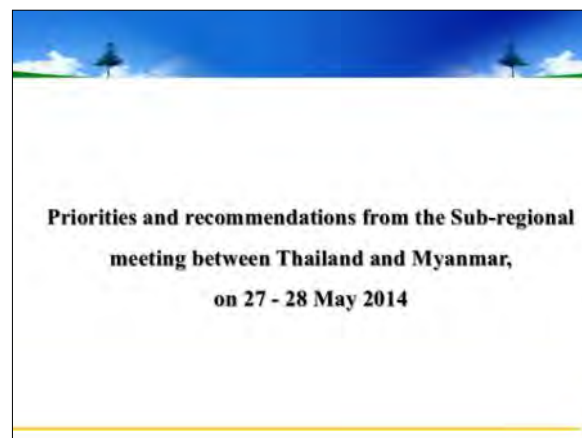 Priorities and recommendations from the Sub-regional
meeting between Thailand and Myanmar,
on 27 - 28 May 2014